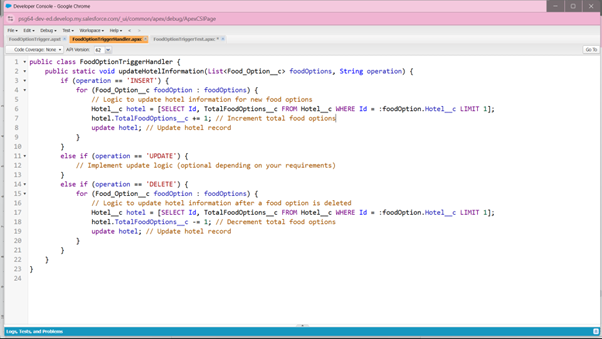 Developer Console - Google Chrome
psg64-dev-ed.develop.my.salesforce.com/_ui/common/apex/debug/ApexCSIPage
File Edit Debug Test Workspace Help < >
FoodOptionTrigger.apxt FoodOptionTriggerHandler.apxc FoodOptionTriggerTest.apxc *
Code Coverage: None API Version: 62 Go To
1 public class FoodOptionTriggerHandler {
2 public static void updateHotelInformation(List<Food_Option__c> foodOptions, String operation) {
3 if (operation == 'INSERT') {
4 for (Food_Option__c foodOption : foodOptions) {
5 // Logic to update hotel information for new food options
6 Hotel__c hotel = [SELECT Id, TotalFoodOptions__c FROM Hotel__c WHERE Id = :foodOption.Hotel__c LIMIT 1];
7 hotel.TotalFoodOptions__c += 1; // Increment total food options
8 update hotel; // Update hotel record
9 }
10 }
11 else if (operation == 'UPDATE') {
12 // Implement update logic (optional depending on your requirements)
13 }
14 else if (operation == 'DELETE') {
15 for (Food_Option__c foodOption : foodOptions) {
16 // Logic to update hotel information after a food option is deleted
17 Hotel__c hotel = [SELECT Id, TotalFoodOptions__c FROM Hotel__c WHERE Id = :foodOption.Hotel__c LIMIT 1];
18 hotel.TotalFoodOptions__c -= 1; // Decrement total food options
19 update hotel; // Update hotel record
20 }
21 }
22 }
23 }
24
Logs, Tests, and Problems